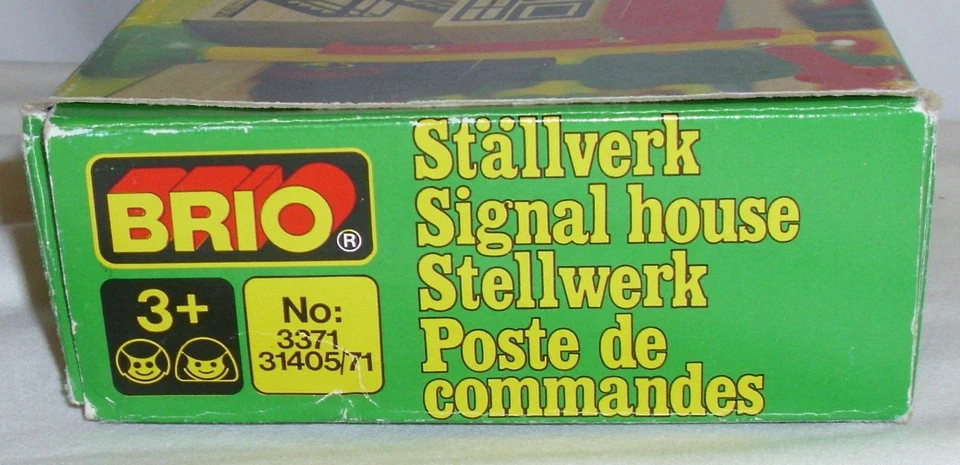 BRIO®
3+
No:
3371
31405/71
Ställverk
Signal house
Stellwerk
Poste de
commandes